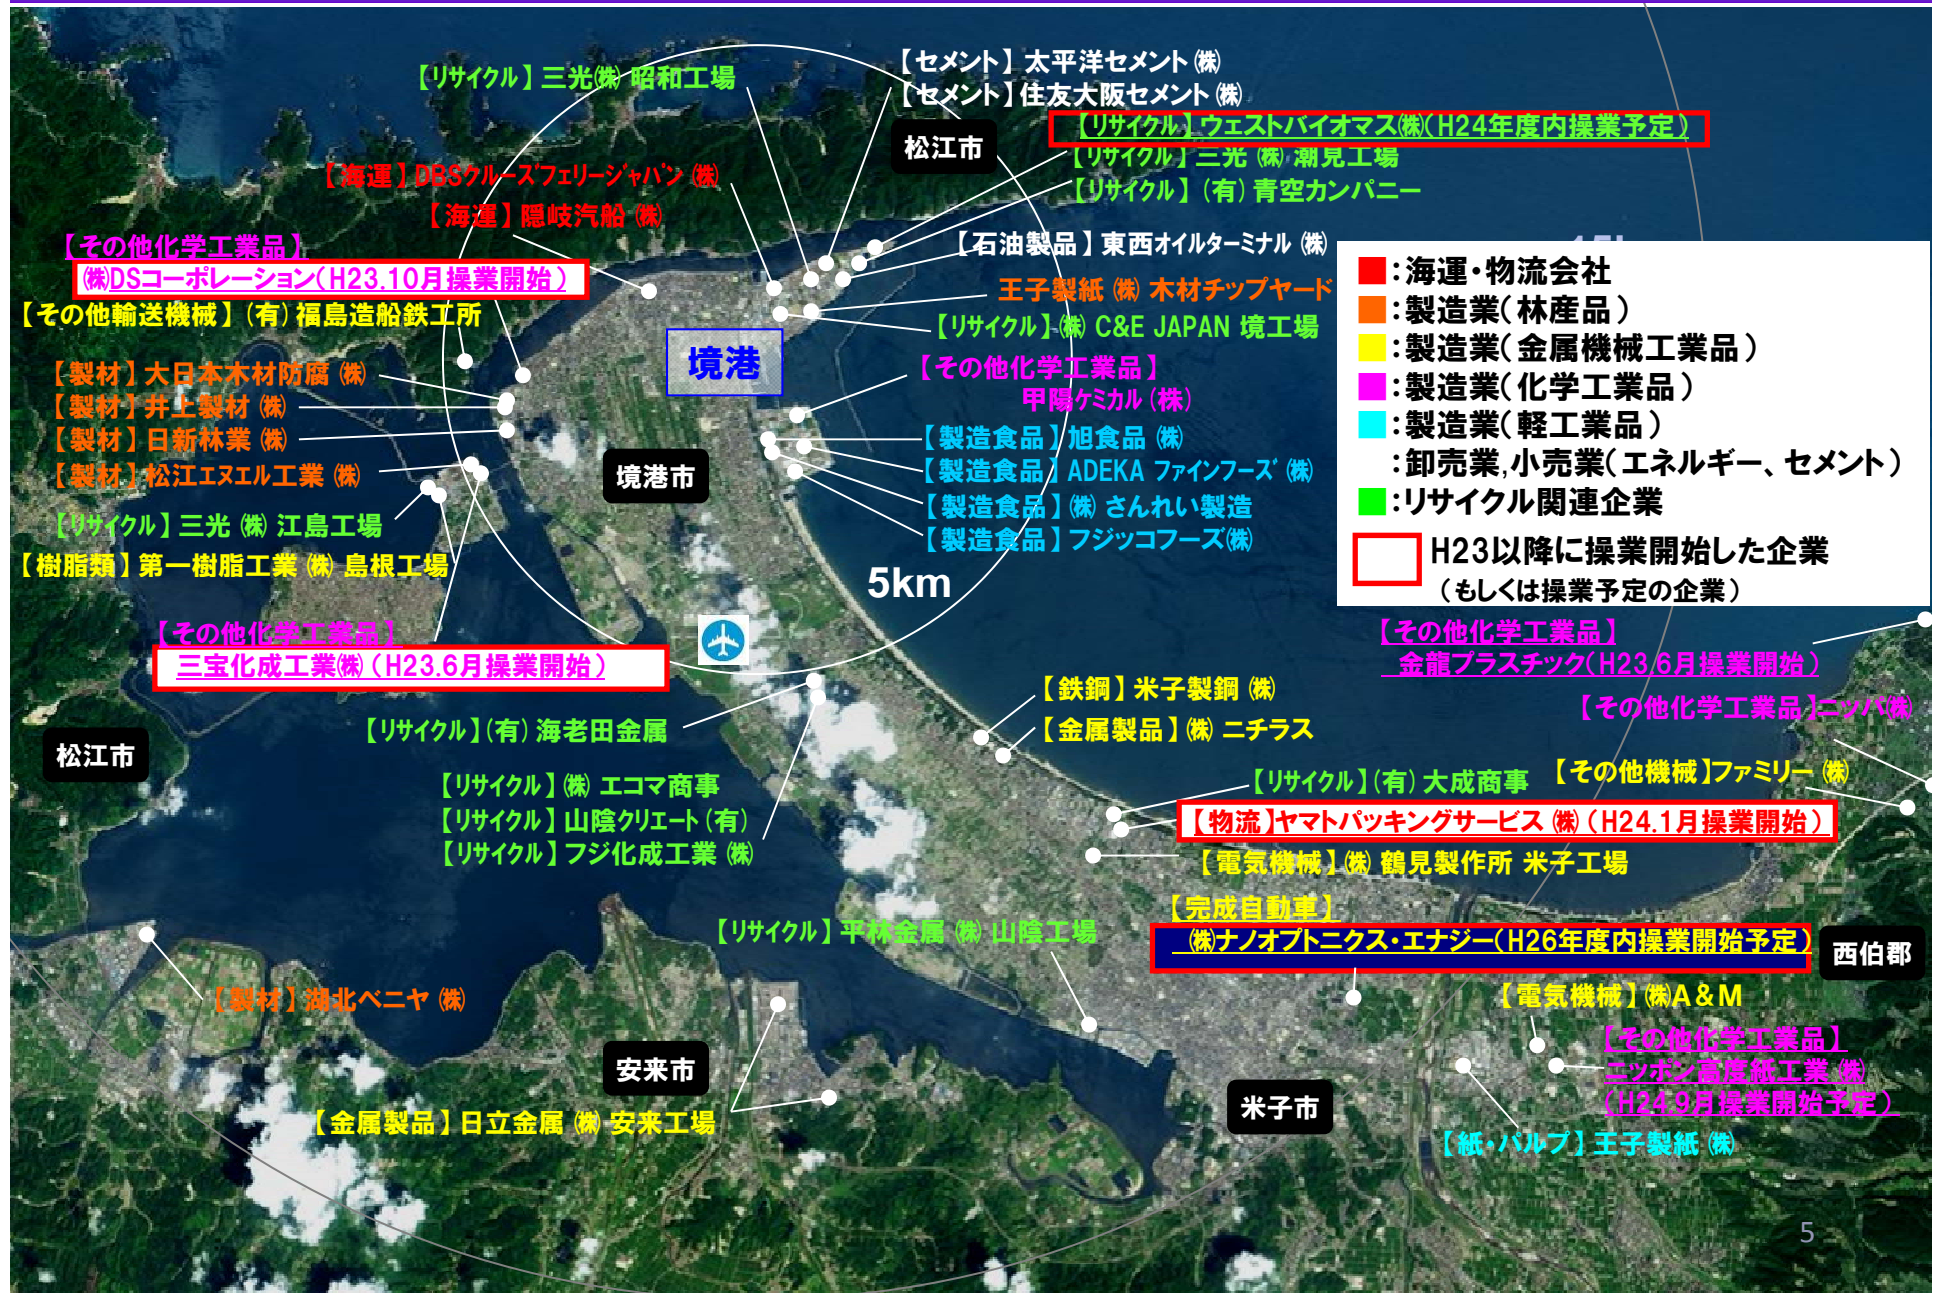 【リサイクル】三光㈱ 昭和工場
【セメント】太平洋セメント㈱
【セメント】住友大阪セメント㈱
松江市
【リサイクル】ウェストバイオマス㈱(H24年度内操業予定)
【リサイクル】三光㈱ 潮見工場
【リサイクル】(有)青空カンパニー
【海運】DBSクルーズフェリージャパン㈱
【海運】隠岐汽船㈱
【石油製品】東西オイルターミナル㈱
王子製紙㈱ 木材チップヤード
【リサイクル】㈱ C&E JAPAN 境工場
【その他化学工業品】
㈱DSコーポレーション(H23.10月操業開始)
【その他輸送機械】(有)福島造船鉄工所
境港
【その他化学工業品】
甲陽ケミカル(株)
【製材】大日本木材防腐㈱
【製材】井上製材㈱
【製材】日新林業㈱
【製材】松江エヌエル工業㈱
境港市
【製造食品】旭食品㈱
【製造食品】ADEKA ファインフーズ㈱
【製造食品】㈱ さんれい製造
【製造食品】フジッコフーズ㈱
【リサイクル】三光㈱ 江島工場
【樹脂類】第一樹脂工業㈱ 島根工場
5km
■:海運・物流会社
■:製造業(林産品)
■:製造業(金属機械工業品)
■:製造業(化学工業品)
■:製造業(軽工業品)
:卸売業,小売業(エネルギー、セメント)
■:リサイクル関連企業
H23以降に操業開始した企業
(もしくは操業予定の企業)
【その他化学工業品】
三宝化成工業㈱(H23.6月操業開始)
【その他化学工業品】
金龍プラスチック(H23.6月操業開始)
【その他化学工業品】ニッパ㈱
【鉄鋼】米子製鋼㈱
【金属製品】㈱ ニチラス
【リサイクル】(有)海老田金属
松江市
【リサイクル】㈱ エコマ商事
【リサイクル】山陰クリエート(有)
【リサイクル】フジ化成工業㈱
【リサイクル】(有)大成商事
【その他機械】ファミリー㈱
【物流】ヤマトパッキングサービス㈱(H24.1月操業開始)
【電気機械】㈱ 鶴見製作所 米子工場
【完成自動車】
㈱ナノオプトニクス・エナジー(H26年度内操業開始予定)
西伯郡
【リサイクル】平林金属㈱ 山陰工場
【製材】湖北ベニヤ㈱
【電気機械】㈱A&M
【その他化学工業品】
ニッポン高度紙工業㈱
(H24.9月操業開始予定)
安来市
米子市
【金属製品】日立金属㈱ 安来工場
【紙・パルプ】王子製紙㈱
5